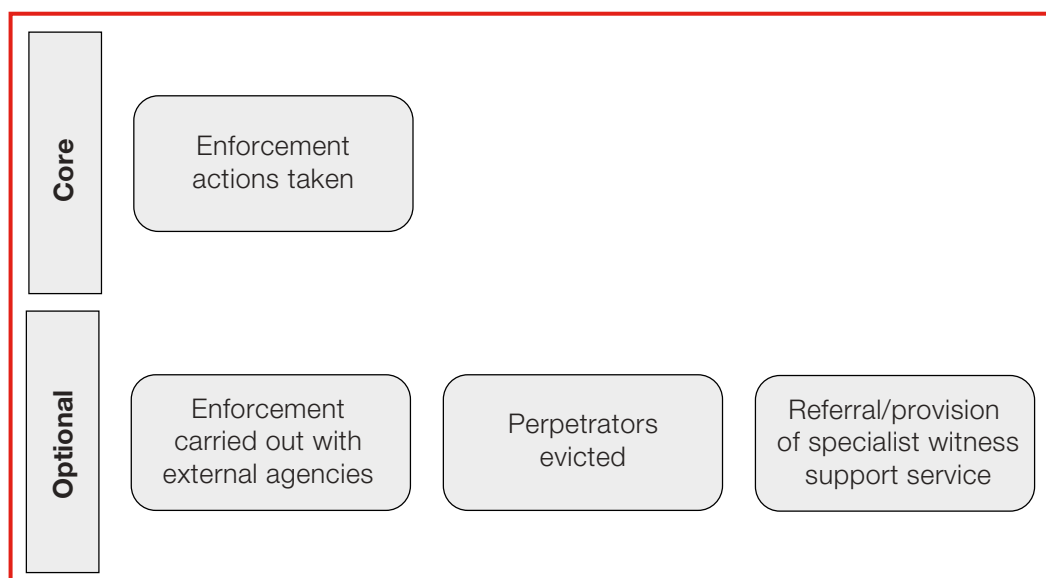 Core
Enforcement
actions taken
Optional
Enforcement
carried out with
external agencies
Perpetrators
evicted
Referral/provision
of specialist witness
support service